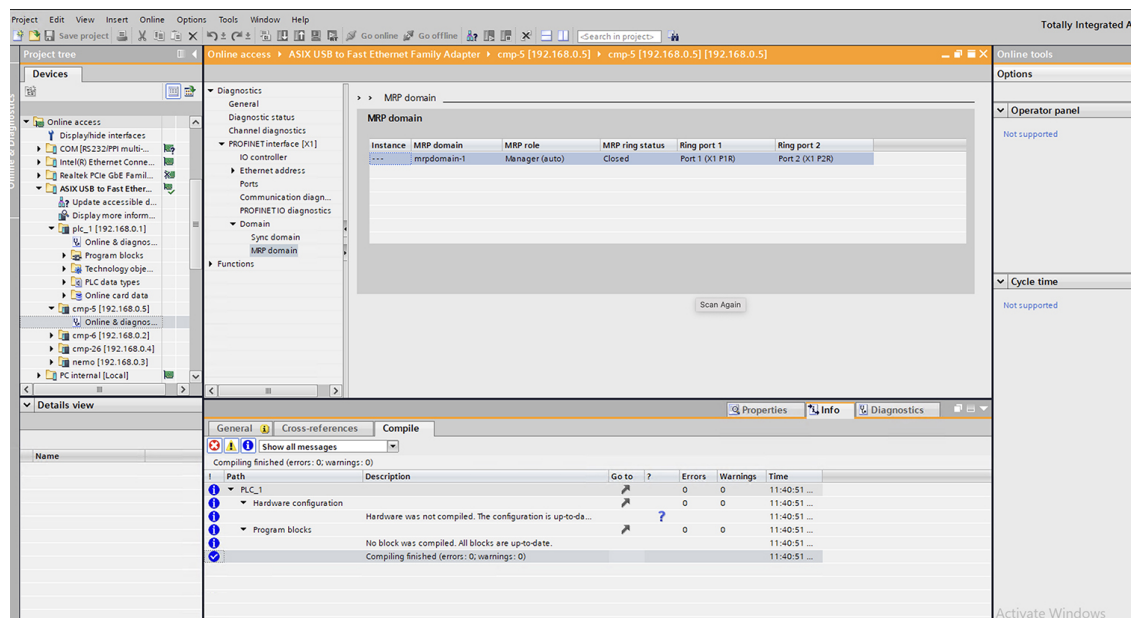 Project Edit View Insert Online Options Tools Window Help
Totally Integrated A
Save project
Go online Go offline <Search in project>
Project tree
Devices
Online access
Display/hide interfaces
COM [RS232/PPI multi-...
Intel(R) Ethernet Conne...
Realtek PCIe GbE Famil...
ASIX USB to Fast Ether...
Update accessible d...
Display more inform...
plc_1 [192.168.0.1]
Online & diagnos...
Program blocks
Technology obje...
PLC data types
Online card data
cmp-5 [192.168.0.5]
Online & diagnos...
cmp-6 [192.168.0.2]
cmp-26 [192.168.0.4]
nemo [192.168.0.3]
PC internal [Local]
Details view
Name
Online access ▸ ASIX USB to Fast Ethernet Family Adapter ▸ cmp-5 [192.168.0.5] ▸ cmp-5 [192.168.0.5] [192.168.0.5]
Diagnostics
General
Diagnostic status
Channel diagnostics
PROFINET interface [X1]
IO controller
Ethernet address
Ports
Communication diagn...
PROFINET IO diagnostics
Domain
Sync domain
MRP domain
Functions
> > MRP domain
MRP domain
Instance MRP domain MRP role MRP ring status Ring port 1 Ring port 2
--- mrpdomain-1 Manager (auto) Closed Port 1 (X1 P1R) Port 2 (X1 P2R)
Scan Again
Properties Info Diagnostics
General Cross-references Compile
Show all messages
Compiling finished (errors: 0; warnings: 0)
! Path Description Go to ? Errors Warnings Time
PLC_1 0 0 11:40:51 ...
Hardware configuration 0 0 11:40:51 ...
Hardware was not compiled. The configuration is up-to-da... ? 11:40:51 ...
Program blocks 0 0 11:40:51 ...
No block was compiled. All blocks are up-to-date. 11:40:51 ...
Compiling finished (errors: 0; warnings: 0) 11:40:51 ...
Online tools
Options
Operator panel
Not supported
Cycle time
Not supported
Activate Windows